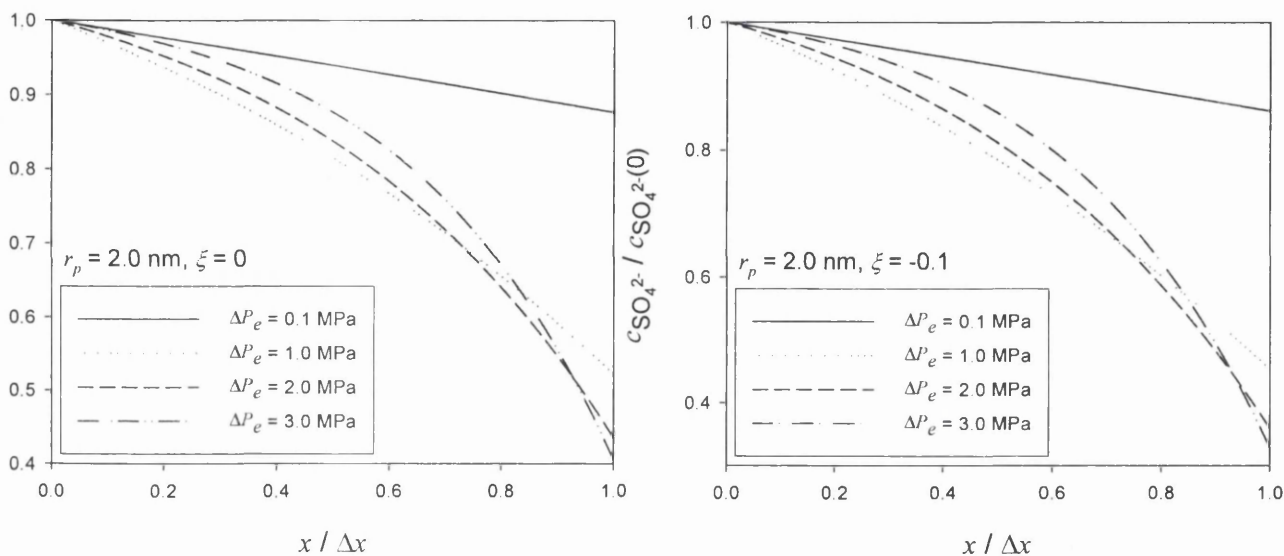 1.0
0.9
0.8
0.7
0.6
0.5
0.4
r_p = 2.0 nm, ξ = 0
ΔP_e = 0.1 MPa
ΔP_e = 1.0 MPa
ΔP_e = 2.0 MPa
ΔP_e = 3.0 MPa
0.0 0.2 0.4 0.6 0.8 1.0
x / Δx
c_SO₄²⁻ / c_SO₄²⁻(0)
1.0
0.8
0.6
0.4
r_p = 2.0 nm, ξ = -0.1
ΔP_e = 0.1 MPa
ΔP_e = 1.0 MPa
ΔP_e = 2.0 MPa
ΔP_e = 3.0 MPa
0.0 0.2 0.4 0.6 0.8 1.0
x / Δx